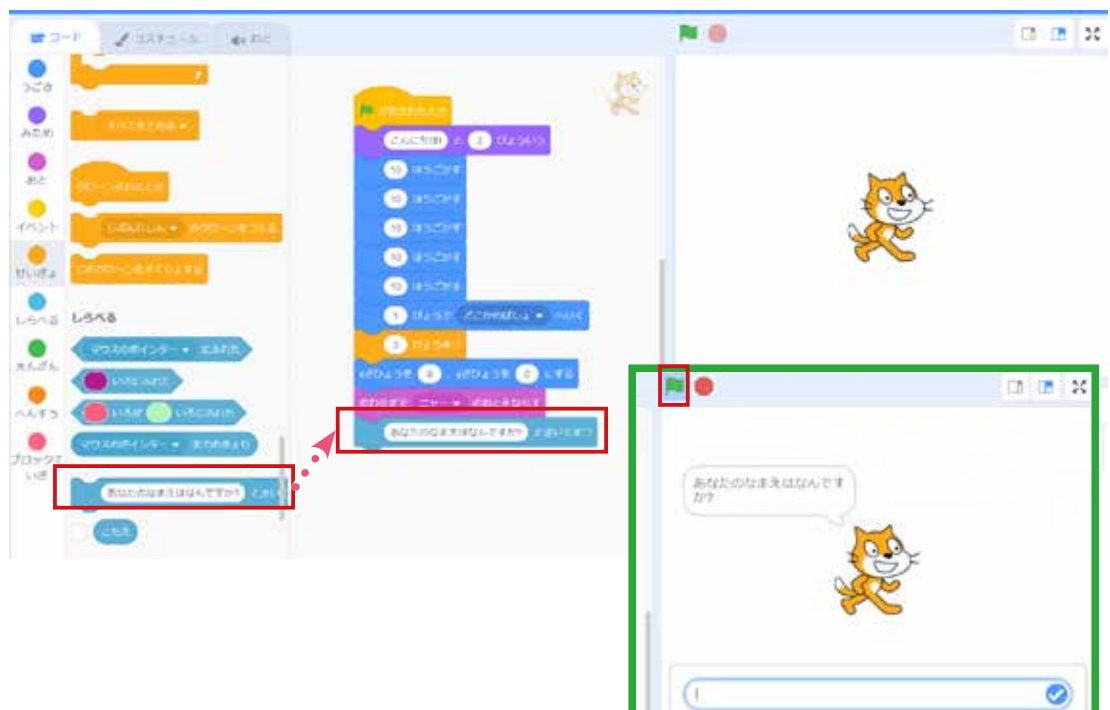 コード
コスチューム
おと
うごき
みため
おと
イベント
せいぎょ
しらべる
えんざん
へんすう
ブロックていぎ
すべてをとめる
クローンされたとき
じぶんじしん のクローンをつくる
このクローンをさくじょする
しらべる
マウスのポインター にふれた
いろにふれた
いろが いろにふれた
マウスのポインター までのきょり
あなたのなまえはなんですか?
こたえ
がおされたとき
こんにちは! と 2 びょういう
10 ほうごかす
10 ほうごかす
10 ほうごかす
10 ほうごかす
10 ほうごかす
1 びょうで どこかのばしょ へいく
びょうまつ
xざひょうを 0 、yざひょうを 0 にする
おわるまで ニャー のおとをならす
あなたのなまえはなんですか? ときいてまつ
あなたのなまえはなんです
か?